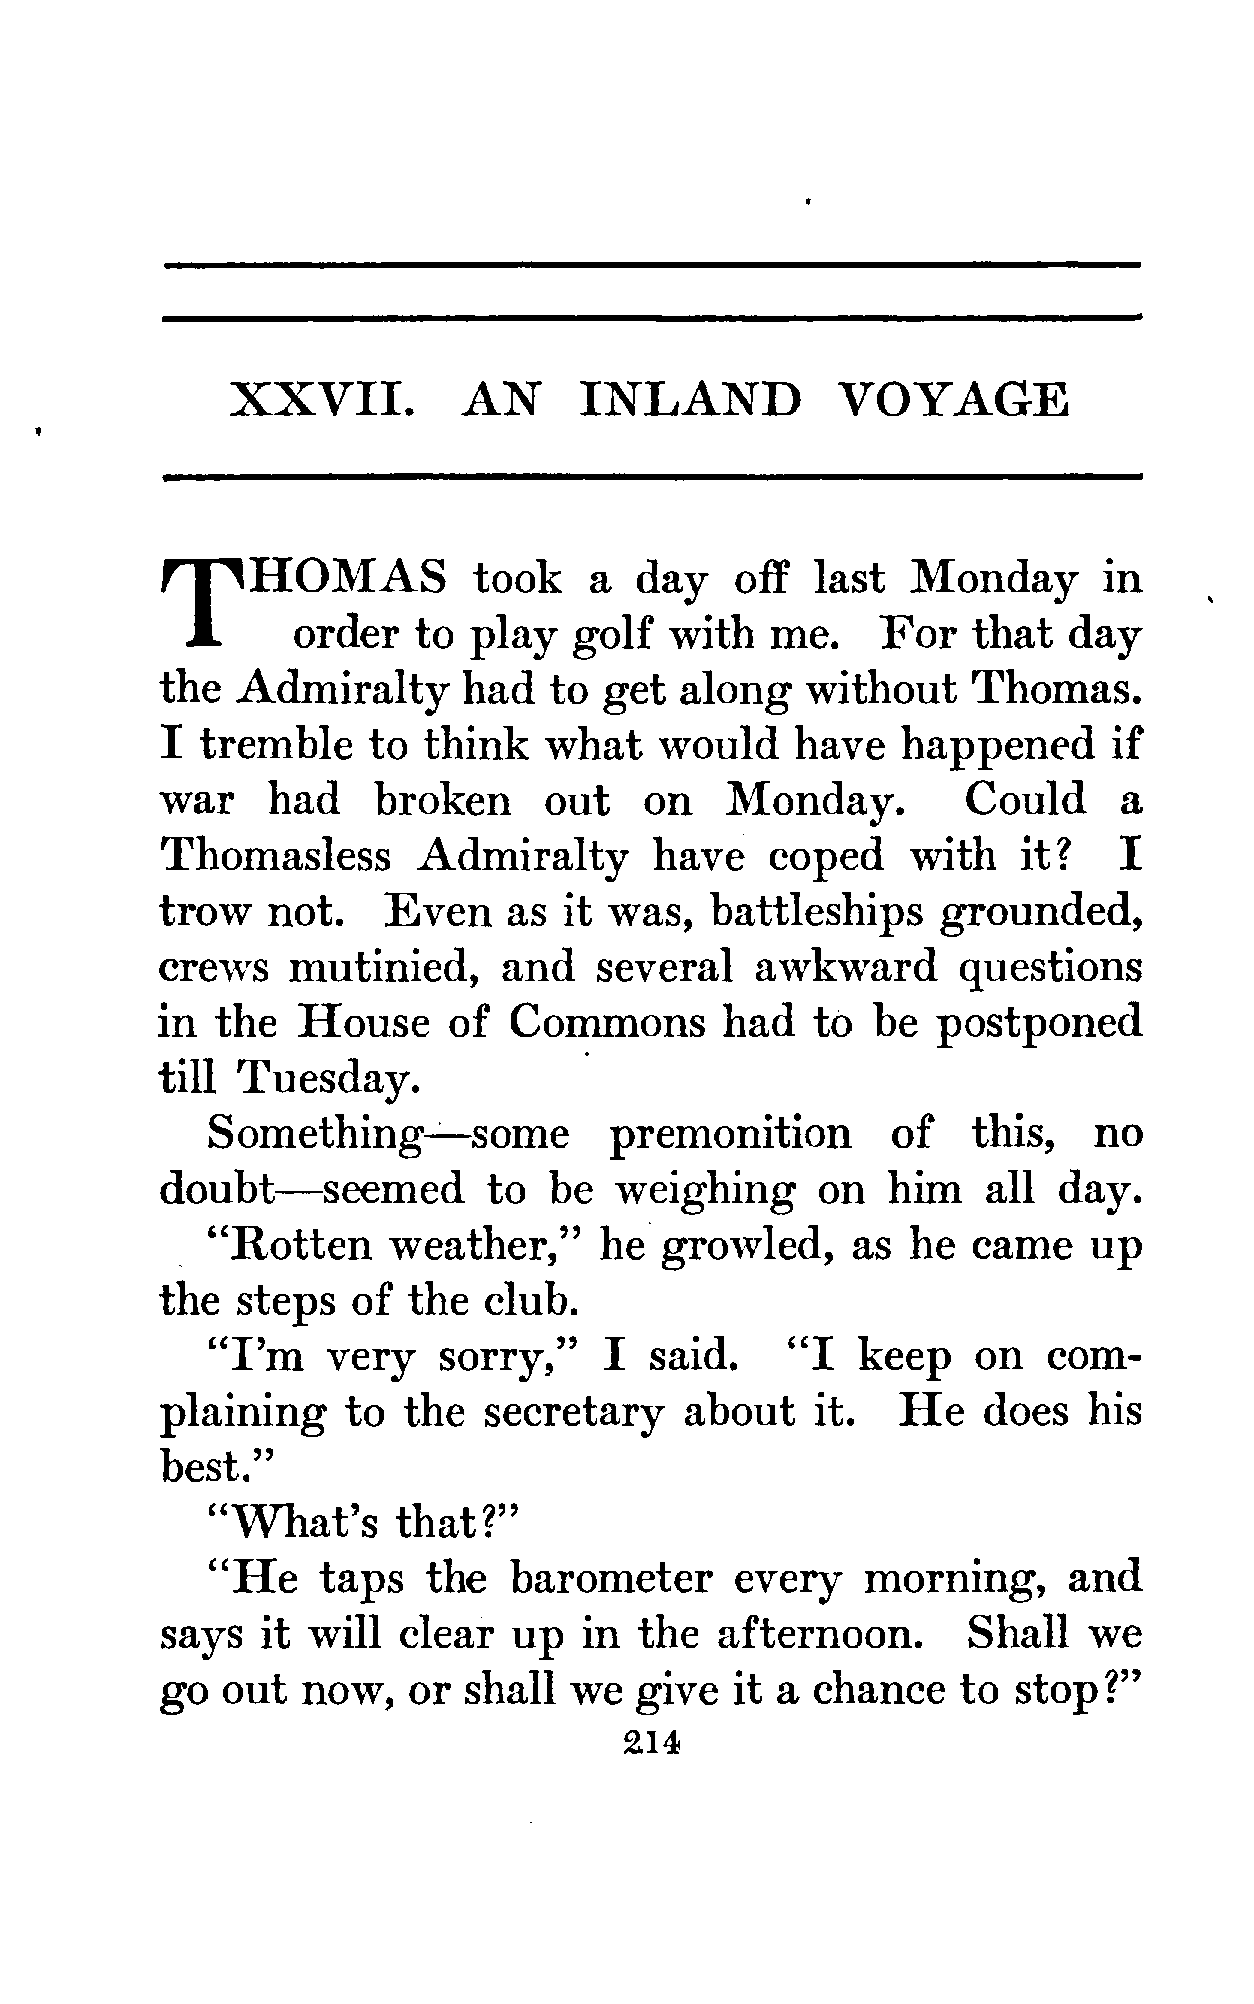 XXVII. AN INLAND VOYAGE
THOMAS took a day off last Monday in
order to play golf with me. For that day
the Admiralty had to get along without Thomas.
I tremble to think what would have happened if
war had broken out on Monday. Could a
Thomasless Admiralty have coped with it? I
trow not. Even as it was, battleships grounded,
crews mutinied, and several awkward questions
in the House of Commons had to be postponed
till Tuesday.
Something—some premonition of this, no
doubt—seemed to be weighing on him all day.
"Rotten weather," he growled, as he came up
the steps of the club.
"I'm very sorry," I said. "I keep on com-
plaining to the secretary about it. He does his
best."
"What's that?"
"He taps the barometer every morning, and
says it will clear up in the afternoon. Shall we
go out now, or shall we give it a chance to stop?"
214